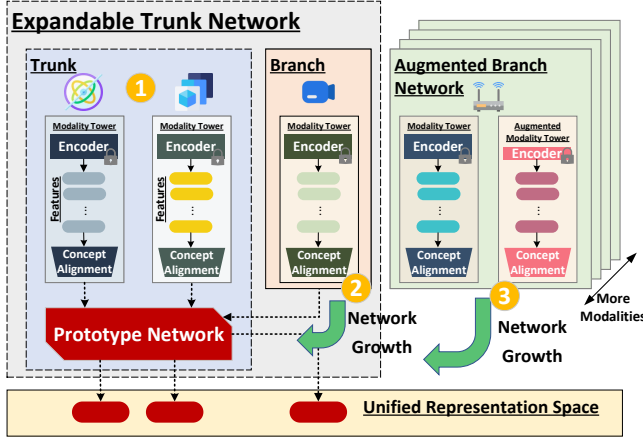 Expandable Trunk Network
Trunk
1
Modality Tower
Encoder
Features
⋮
Concept
Alignment
Modality Tower
Encoder
Features
⋮
Concept
Alignment
Branch
Modality Tower
Encoder
⋮
Concept
Alignment
Augmented Branch
Network
Modality Tower
Encoder
⋮
Concept
Alignment
Augmented
Modality Tower
Encoder
⋮
Concept
Alignment
Prototype Network
2
Network
Growth
3
Network
Growth
More
Modalities
Unified Representation Space